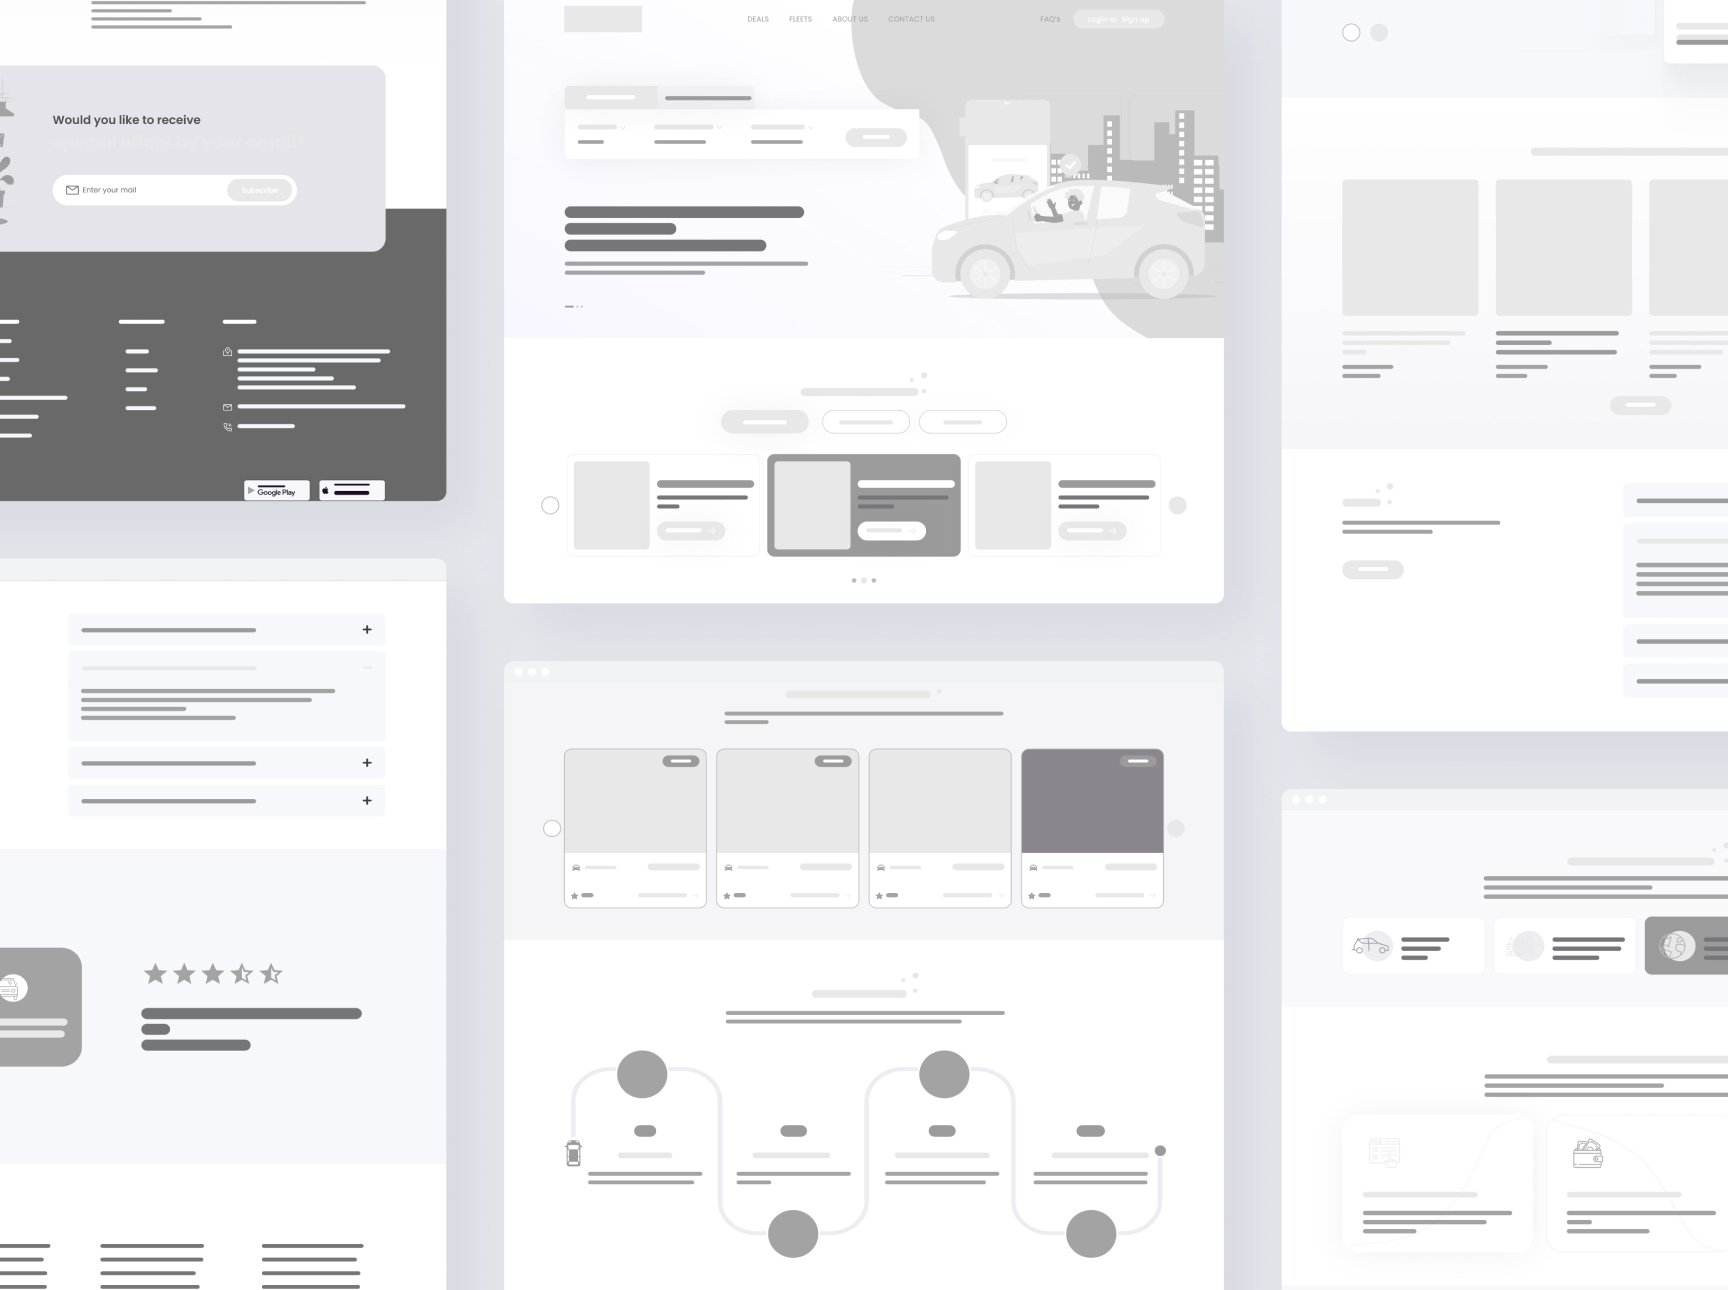 Would you like to receive
special offers by your email?
Enter your mail
Subscribe
Google Play
DEALS
FLEETS
ABOUT US
CONTACT US
FAQ's
Login or Sign up